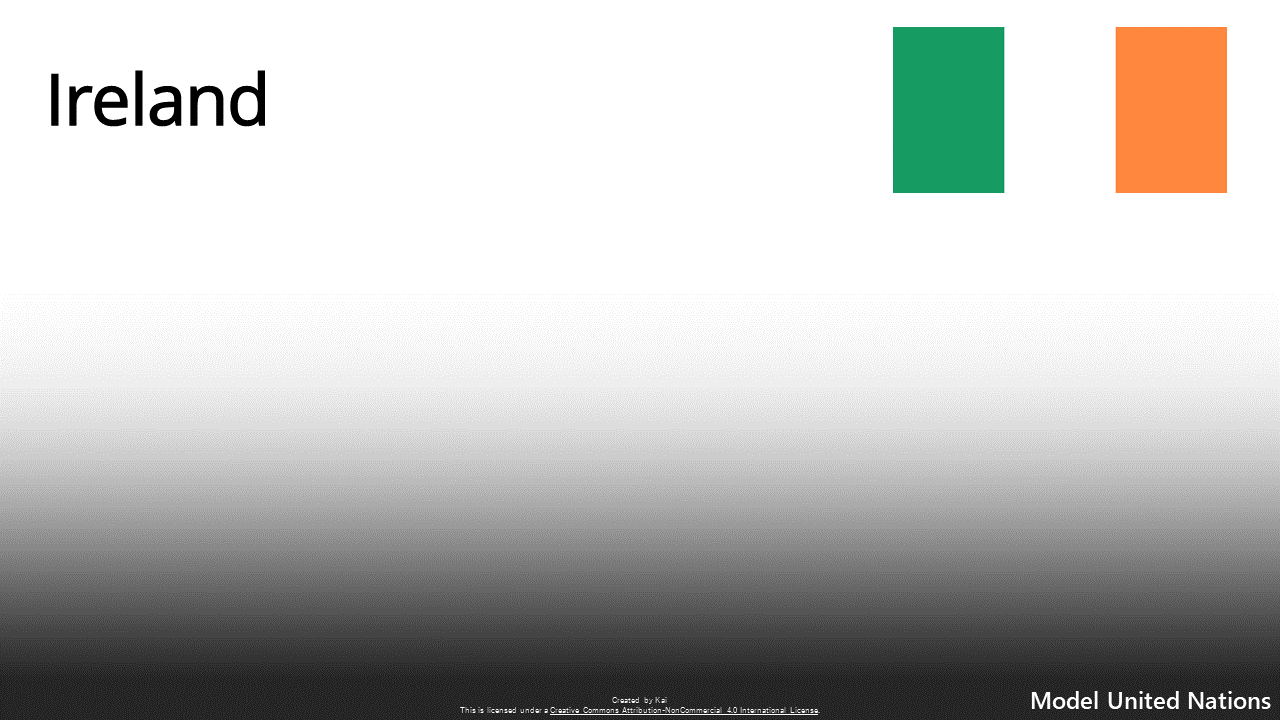 Ireland
Created by Kai
This is licensed under a Creative Commons Attribution-NonCommercial 4.0 International License.
Model United Nations